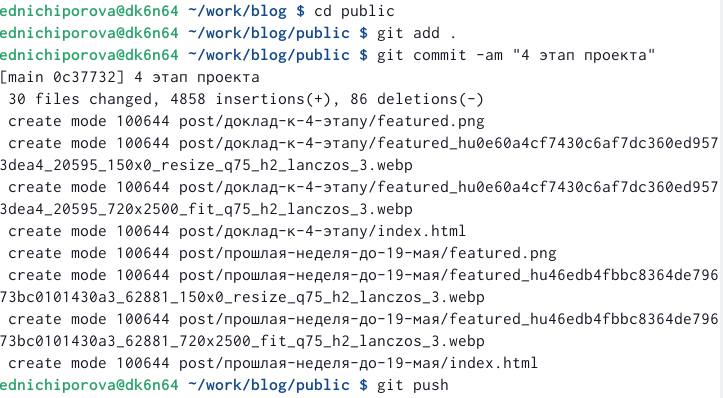 ednichiporova@dk6n64 ~/work/blog $ cd public
ednichiporova@dk6n64 ~/work/blog/public $ git add .
ednichiporova@dk6n64 ~/work/blog/public $ git commit -am "4 этап проекта"
[main 0c37732] 4 этап проекта
 30 files changed, 4858 insertions(+), 86 deletions(-)
 create mode 100644 post/доклад-к-4-этапу/featured.png
 create mode 100644 post/доклад-к-4-этапу/featured_hu0e60a4cf7430c6af7dc360ed957
3dea4_20595_150x0_resize_q75_h2_lanczos_3.webp
 create mode 100644 post/доклад-к-4-этапу/featured_hu0e60a4cf7430c6af7dc360ed957
3dea4_20595_720x2500_fit_q75_h2_lanczos_3.webp
 create mode 100644 post/доклад-к-4-этапу/index.html
 create mode 100644 post/прошлая-неделя-до-19-мая/featured.png
 create mode 100644 post/прошлая-неделя-до-19-мая/featured_hu46edb4fbbc8364de796
73bc0101430a3_62881_150x0_resize_q75_h2_lanczos_3.webp
 create mode 100644 post/прошлая-неделя-до-19-мая/featured_hu46edb4fbbc8364de796
73bc0101430a3_62881_720x2500_fit_q75_h2_lanczos_3.webp
 create mode 100644 post/прошлая-неделя-до-19-мая/index.html
ednichiporova@dk6n64 ~/work/blog/public $ git push